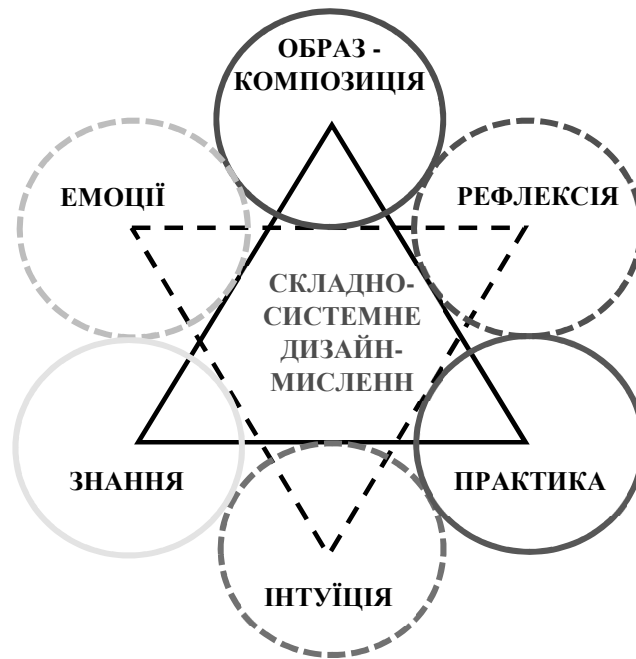 ОБРАЗ -
КОМПОЗИЦІЯ
ЕМОЦІЇ
РЕФЛЕКСІЯ
СКЛАДНО-
СИСТЕМНЕ
ДИЗАЙН-
МИСЛЕНН
ЗНАННЯ
ПРАКТИКА
ІНТУЇЦІЯ